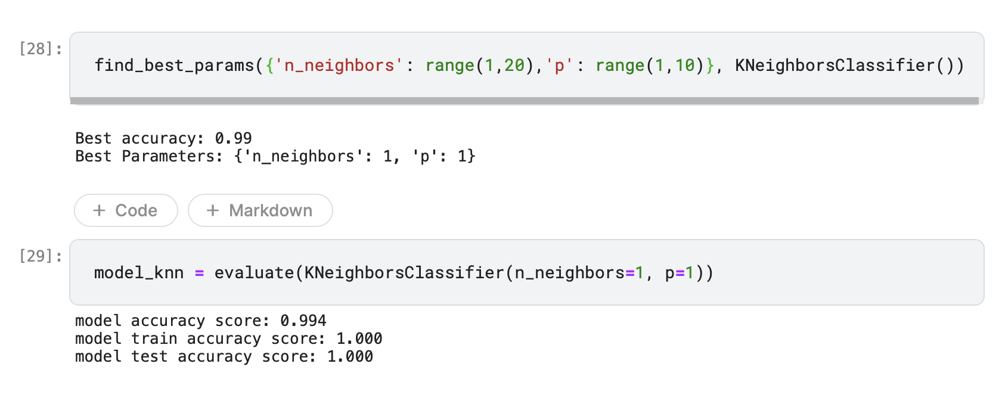 [28]:
find_best_params({'n_neighbors': range(1,20),'p': range(1,10)}, KNeighborsClassifier())
Best accuracy: 0.99
Best Parameters: {'n_neighbors': 1, 'p': 1}
+ Code + Markdown
[29]:
model_knn = evaluate(KNeighborsClassifier(n_neighbors=1, p=1))
model accuracy score: 0.994
model train accuracy score: 1.000
model test accuracy score: 1.000